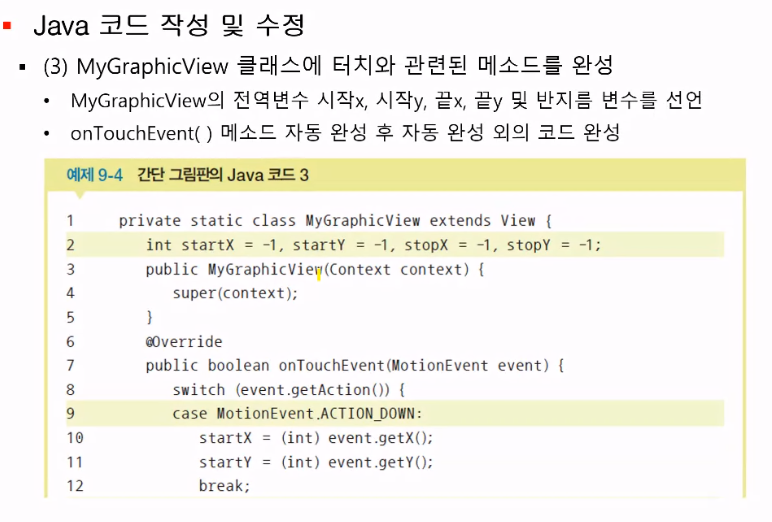 Java 코드 작성 및 수정
(3) MyGraphicView 클래스에 터치와 관련된 메소드를 완성
MyGraphicView의 전역변수 시작x, 시작y, 끝x, 끝y 및 반지름 변수를 선언
onTouchEvent( ) 메소드 자동 완성 후 자동 완성 외의 코드 완성
예제 9-4 간단 그림판의 Java 코드 3
1 private static class MyGraphicView extends View {
2 int startX = -1, startY = -1, stopX = -1, stopY = -1;
3 public MyGraphicView(Context context) {
4 super(context);
5 }
6 @Override
7 public boolean onTouchEvent(MotionEvent event) {
8 switch (event.getAction()) {
9 case MotionEvent.ACTION_DOWN:
10 startX = (int) event.getX();
11 startY = (int) event.getY();
12 break;